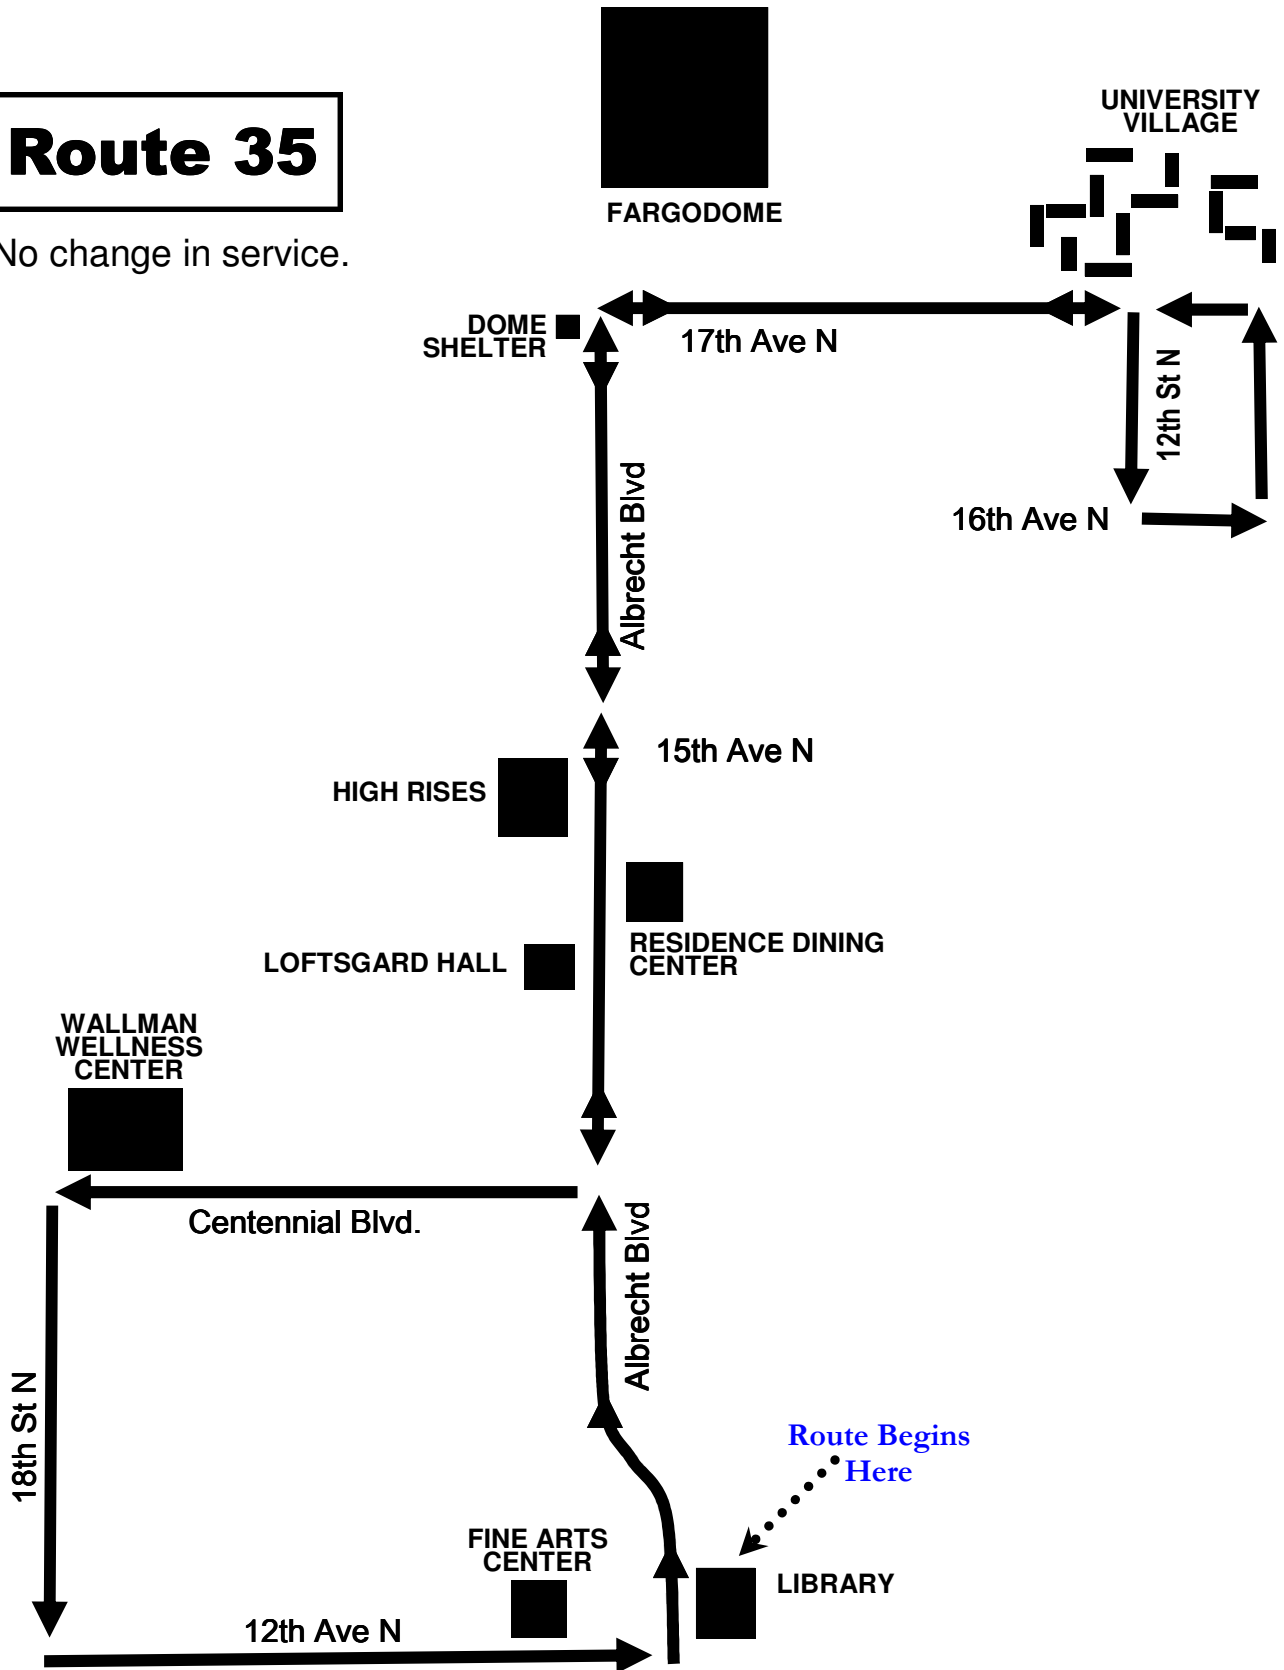 Route 35
No change in service.
FARGODOME
UNIVERSITY
VILLAGE
DOME
SHELTER
17th Ave N
12th St N
16th Ave N
Albrecht Blvd
15th Ave N
HIGH RISES
RESIDENCE DINING
CENTER
LOFTSGARD HALL
WALLMAN
WELLNESS
CENTER
Centennial Blvd.
Albrecht Blvd
18th St N
Route Begins
Here
FINE ARTS
CENTER
LIBRARY
12th Ave N